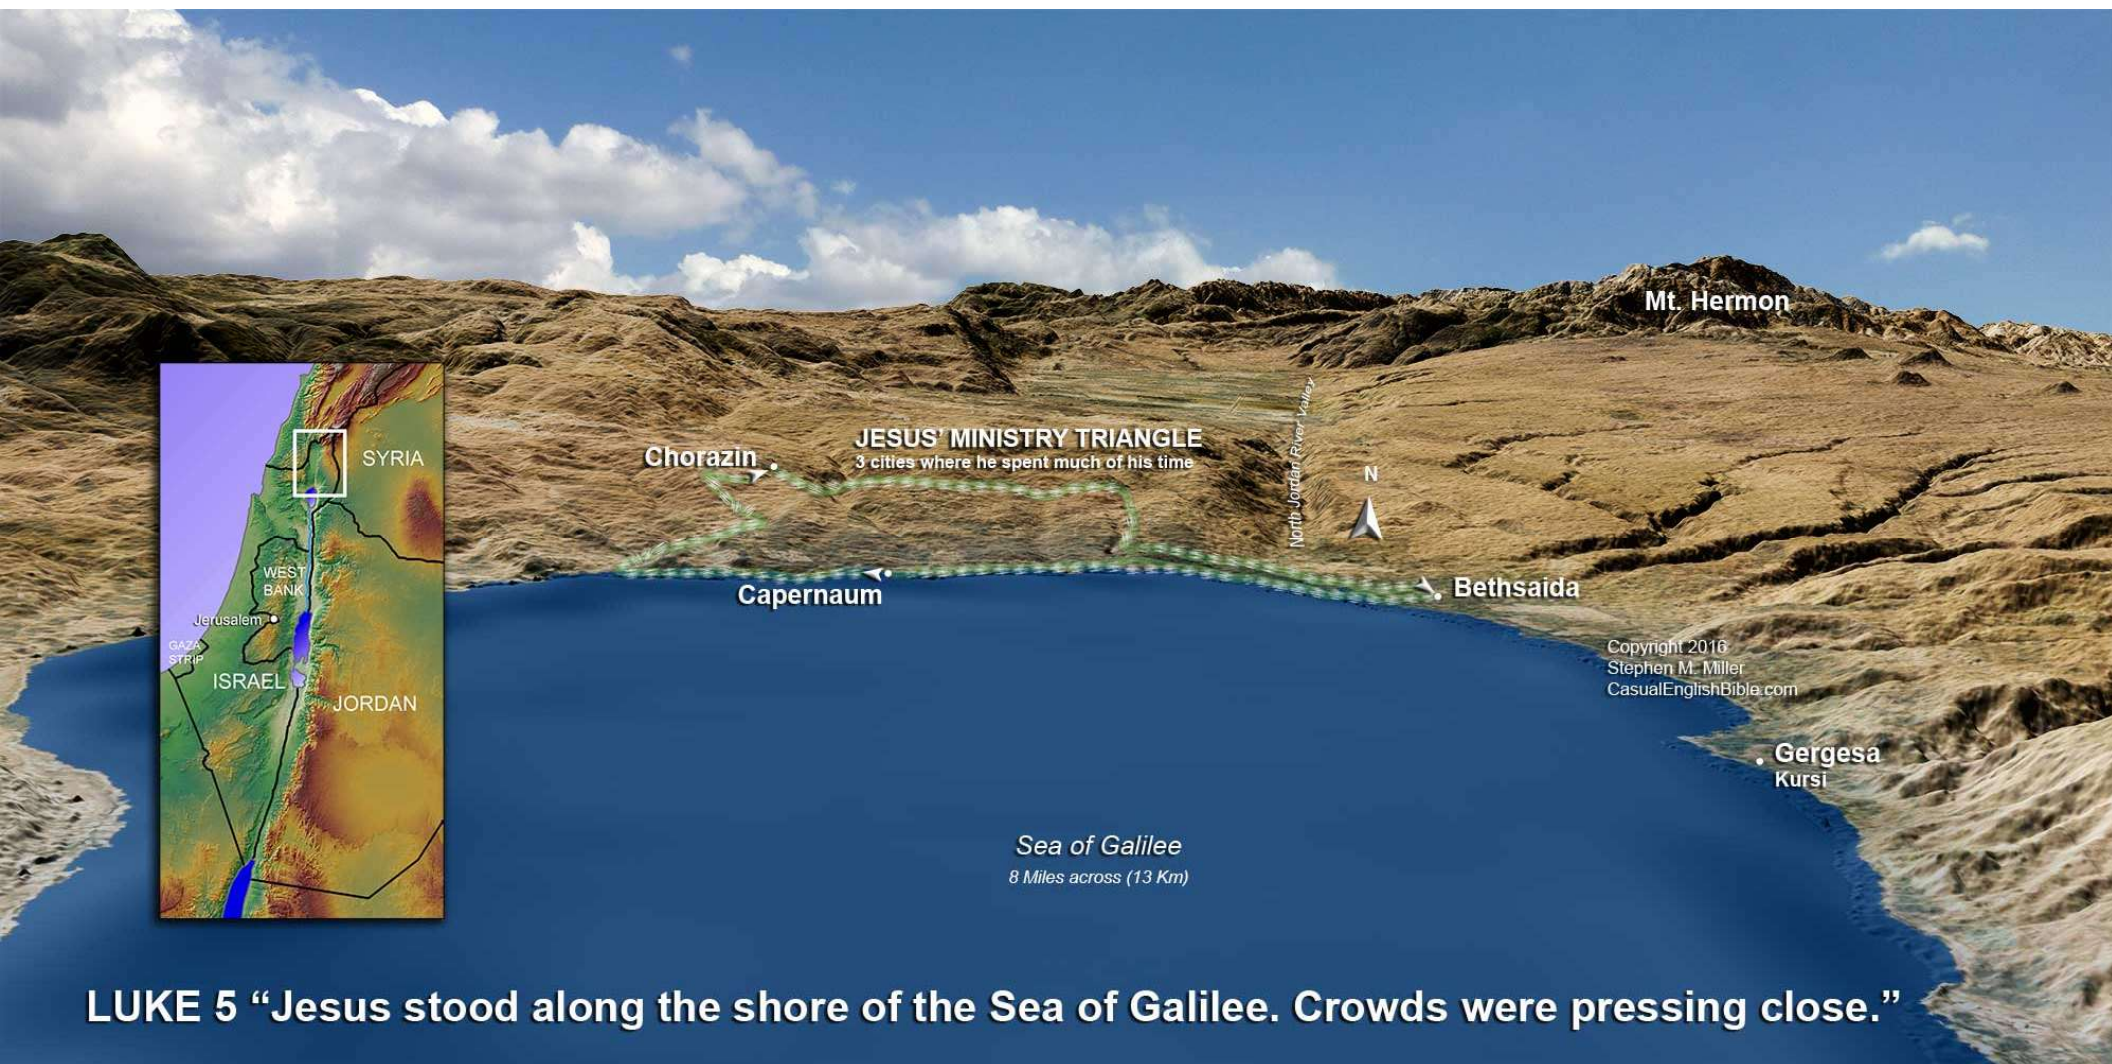 Mt. Hermon
JESUS’ MINISTRY TRIANGLE
3 cities where he spent much of his time
Chorazin
North Jordan River Valley
N
Capernaum
Bethsaida
SYRIA
WEST
BANK
Jerusalem
GAZA
STRIP
ISRAEL
JORDAN
Copyright 2016
Stephen M. Miller
CasualEnglishBible.com
Gergesa
Kursi
Sea of Galilee
8 Miles across (13 Km)
LUKE 5 “Jesus stood along the shore of the Sea of Galilee. Crowds were pressing close.”